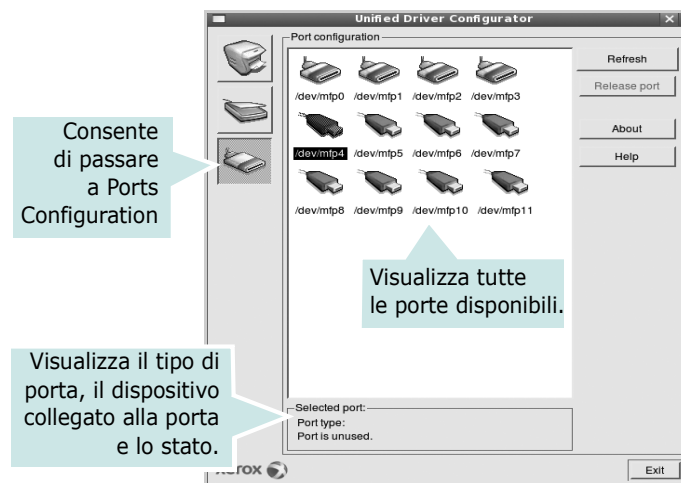 Unified Driver Configurator
Port configuration
/dev/mfp0 /dev/mfp1 /dev/mfp2 /dev/mfp3
/dev/mfp4 /dev/mfp5 /dev/mfp6 /dev/mfp7
/dev/mfp8 /dev/mfp9 /dev/mfp10 /dev/mfp11
Refresh
Release port
About
Help
Consente
di passare
a Ports
Configuration
Visualizza tutte
le porte disponibili.
Visualizza il tipo di
porta, il dispositivo
collegato alla porta
e lo stato.
Selected port:
Port type:
Port is unused.
xerox
Exit